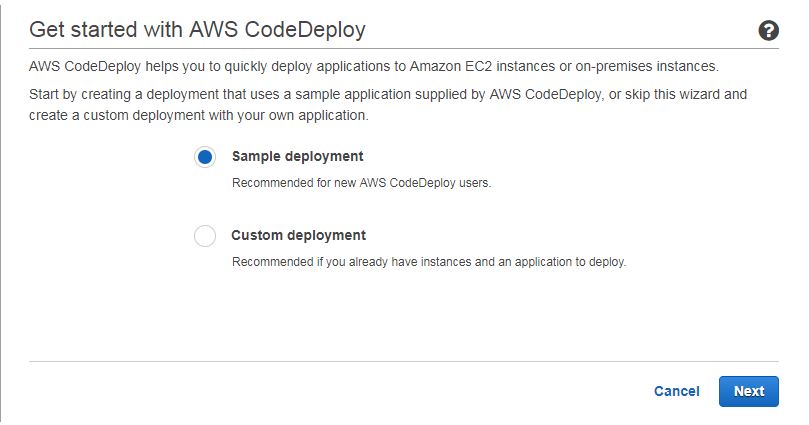 Get started with AWS CodeDeploy
?
AWS CodeDeploy helps you to quickly deploy applications to Amazon EC2 instances or on-premises instances.
Start by creating a deployment that uses a sample application supplied by AWS CodeDeploy, or skip this wizard and
create a custom deployment with your own application.
Sample deployment
Recommended for new AWS CodeDeploy users.
Custom deployment
Recommended if you already have instances and an application to deploy.
Cancel
Next